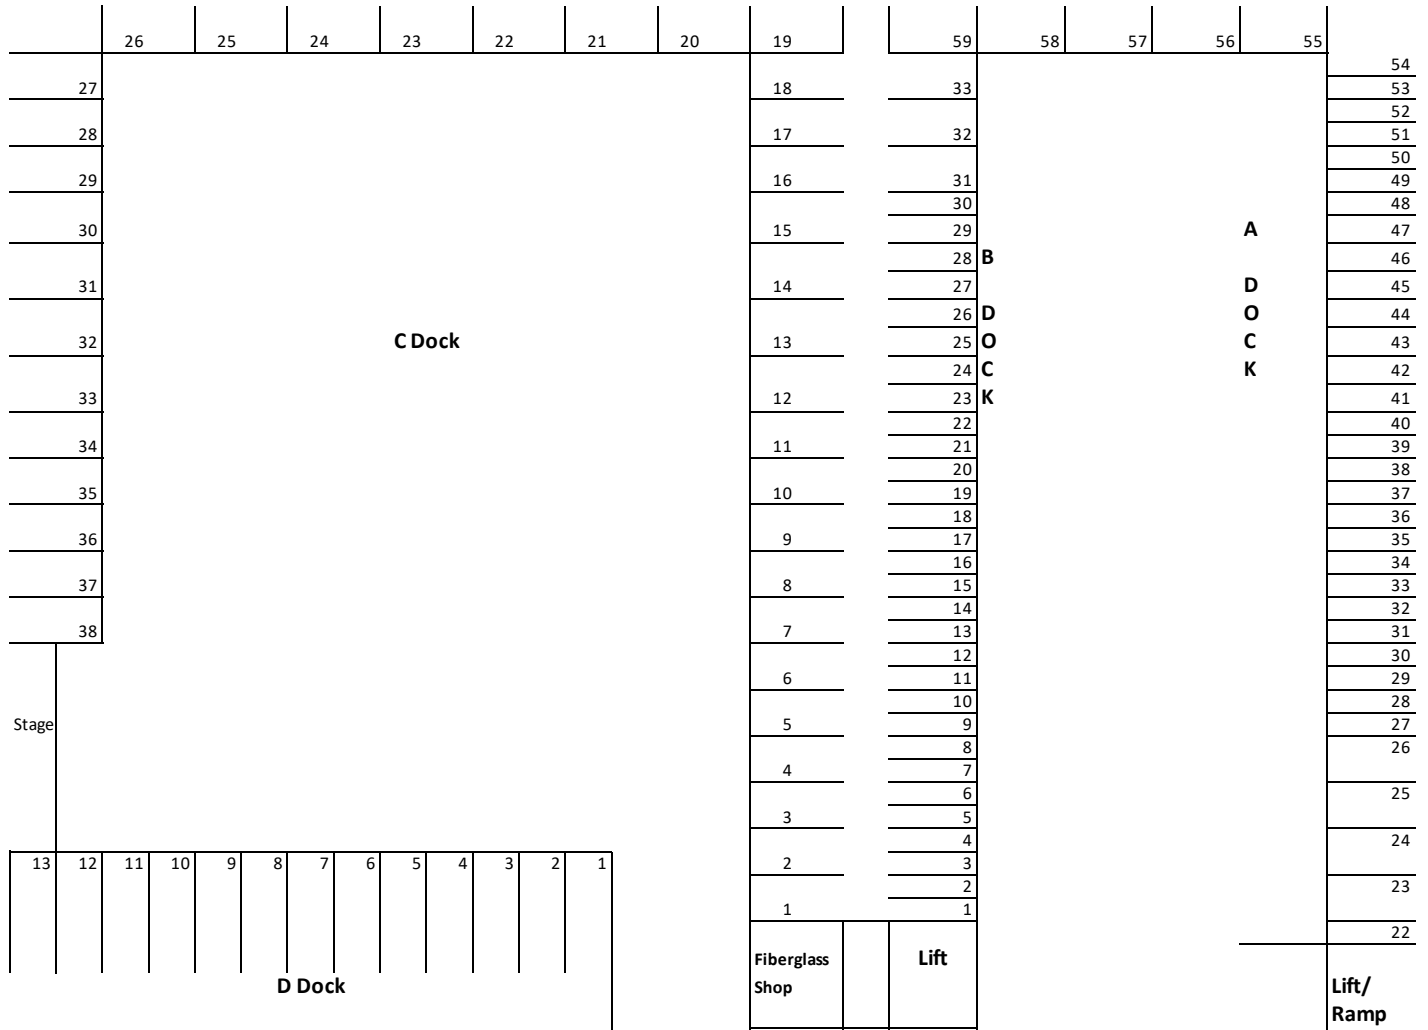 26 25 24 23 22 21 20 19 59 58 57 56 55
54
27 18 33 53
52
28 17 32 51
50
29 16 31 49
30 48
30 15 29 A 47
28 B 46
31 14 27 D 45
26 D O 44
32 C Dock 13 25 O C 43
24 C K 42
33 12 23 K 41
22 40
34 11 21 39
20 38
35 10 19 37
18 36
36 9 17 35
16 34
37 8 15 33
14 32
38 7 13 31
12 30
6 11 29
10 28
Stage 5 9 27
8 26
4 7
6 25
3 5
4 24
13 12 11 10 9 8 7 6 5 4 3 2 1 2 3
2 23
1 1
22
Fiberglass Lift
D Dock Shop Lift/
Ramp